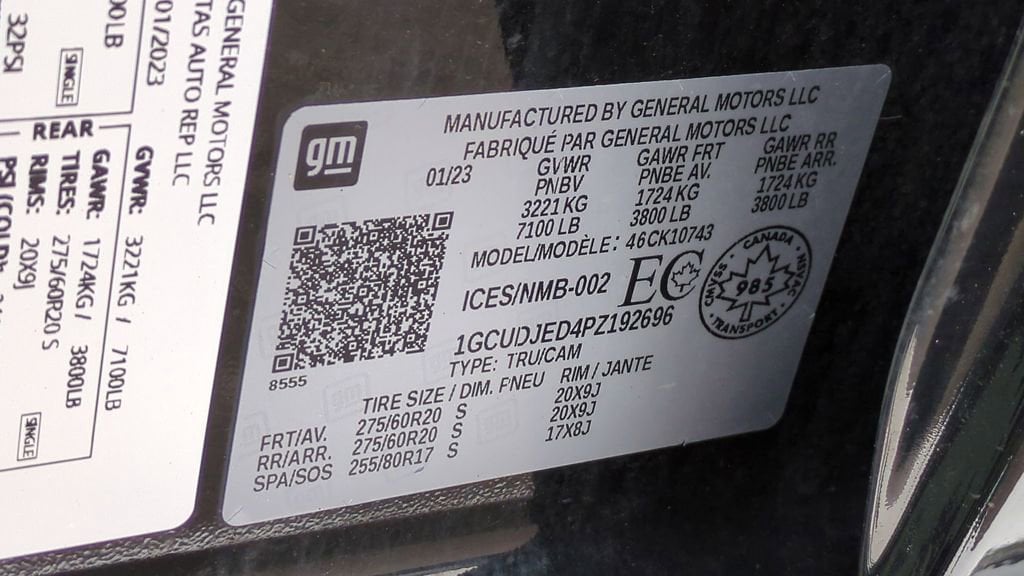 GENERAL MOTORS LLC
TAS AUTO REP LLC
01/2023
00LB
32PSI
SINGLE
REAR
GVWR: 3221KG / 7100LB
GAWR: 1724KG / 3800LB
TIRES: 275/60R20 S
RIMS: 20X9J
SINGLE
gm
MANUFACTURED BY GENERAL MOTORS LLC
FABRIQUÉ PAR GENERAL MOTORS LLC
01/23 GVWR GAWR FRT GAWR RR
PNBV PNBE AV. PNBE ARR.
3221 KG 1724 KG 1724 KG
7100 LB 3800 LB 3800 LB
MODEL/MODÈLE: 46CK10743
ICES/NMB-002 EC
CANADA
CMVSS 985 NSVAC
TRANSPORT
1GCUDJED4PZ192696
TYPE: TRU/CAM
8555
TIRE SIZE / DIM. PNEU RIM / JANTE
FRT/AV. 275/60R20 S 20X9J
RR/ARR. 275/60R20 S 20X9J
SPA/SOS 255/80R17 S 17X8J